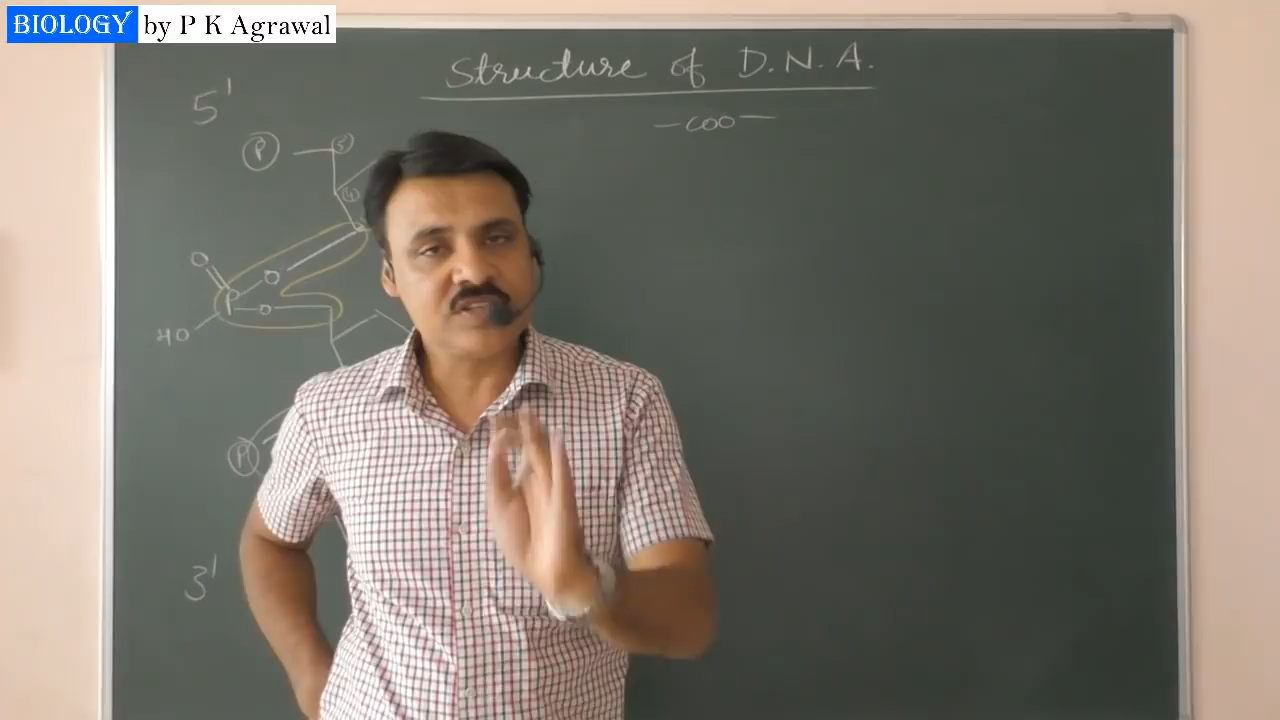 BIOLOGY by P K Agrawal
Structure of D.N.A.
-COO-
5'
P
5
4
O
O
P
O
HO
P
3'